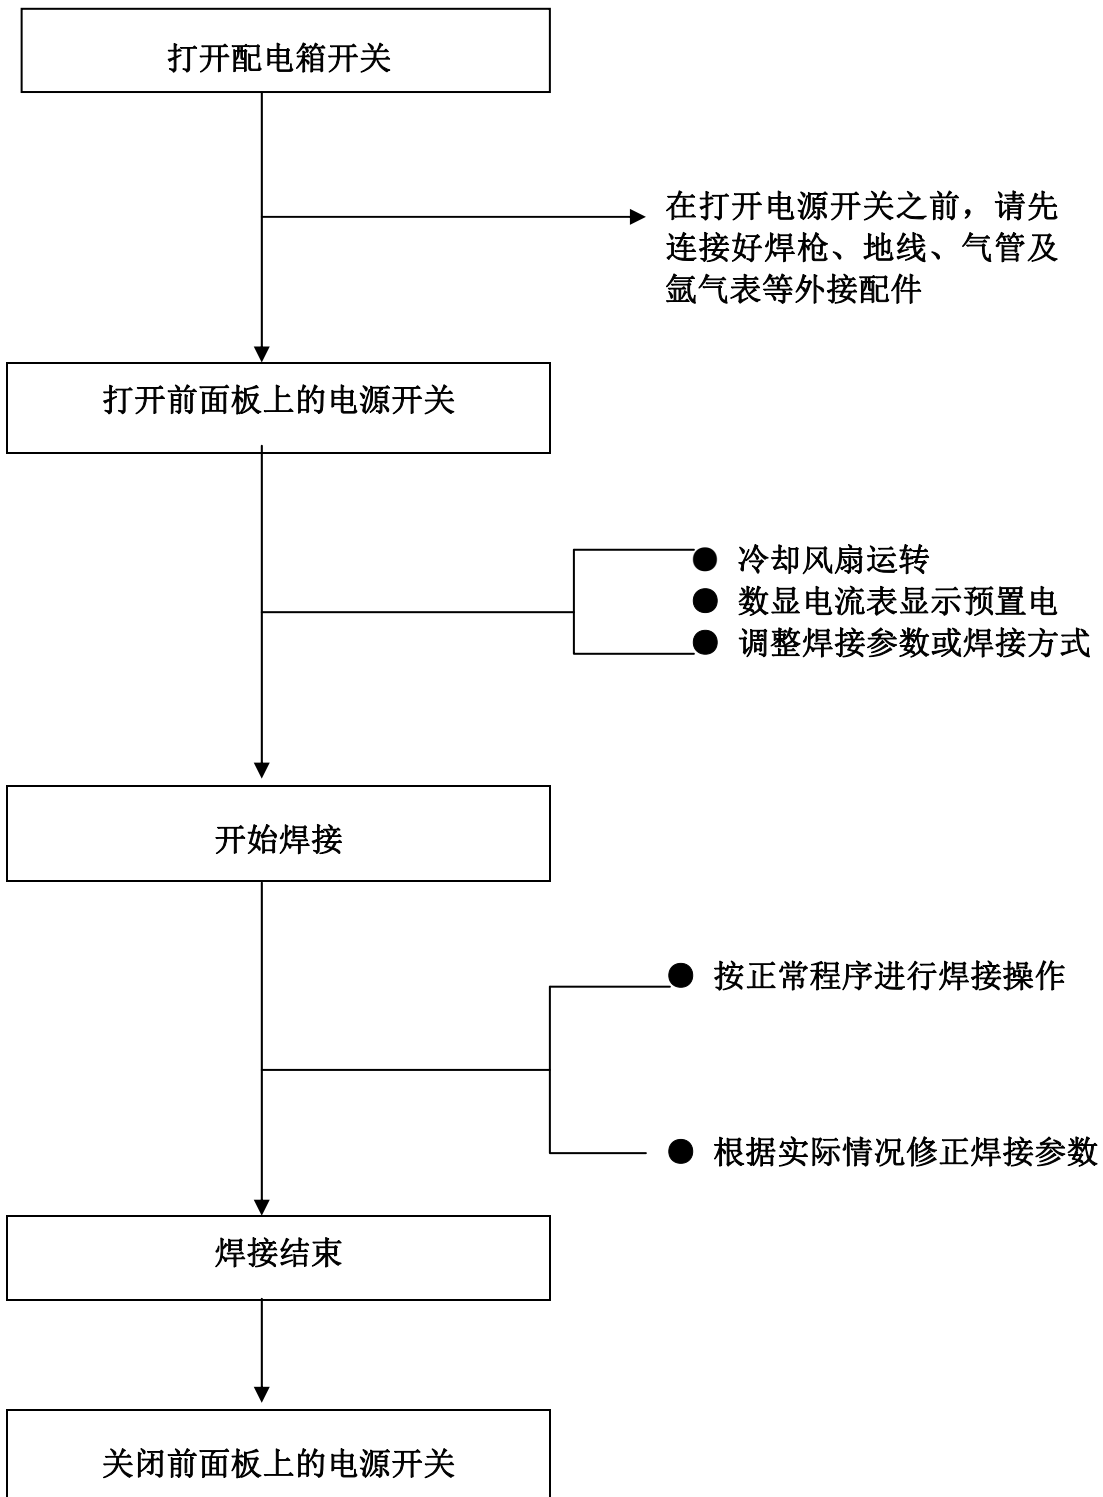 打开配电箱开关
在打开电源开关之前，请先
连接好焊枪、地线、气管及
氩气表等外接配件
打开前面板上的电源开关
● 冷却风扇运转
● 数显电流表显示预置电
● 调整焊接参数或焊接方式
开始焊接
● 按正常程序进行焊接操作
● 根据实际情况修正焊接参数
焊接结束
关闭前面板上的电源开关